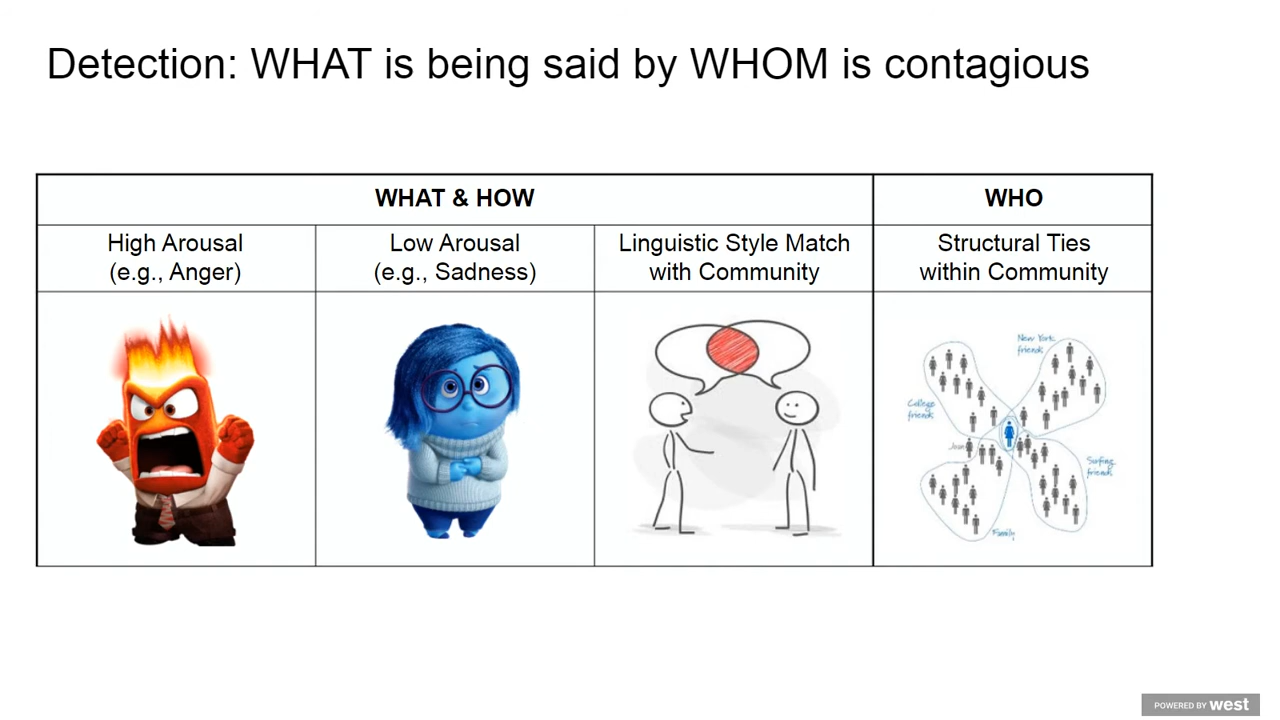 Detection: WHAT is being said by WHOM is contagious
WHAT & HOW
WHO
High Arousal
(e.g., Anger)
Low Arousal
(e.g., Sadness)
Linguistic Style Match
with Community
Structural Ties
within Community
New York
friends
College
friends
Jean
Surfing
friends
Family
POWERED BY west